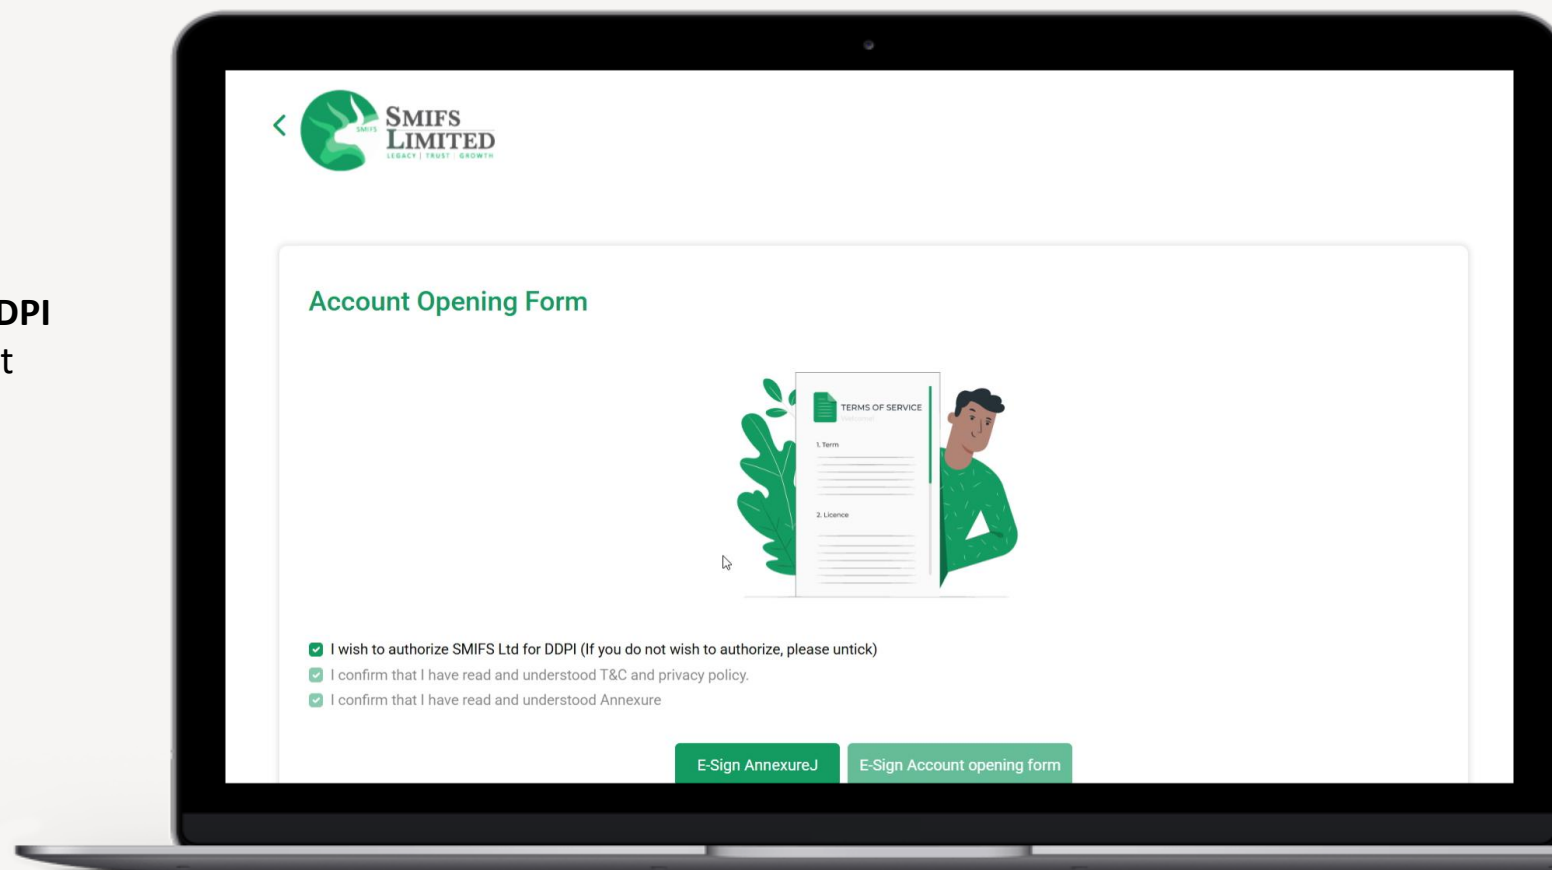 DPI
t
SMIFS
SMIFS
LIMITED
LEGACY | TRUST | GROWTH
Account Opening Form
TERMS OF SERVICE
1. Term
2. Licence
I wish to authorize SMIFS Ltd for DDPI (If you do not wish to authorize, please untick)
I confirm that I have read and understood T&C and privacy policy.
I confirm that I have read and understood Annexure
E-Sign AnnexureJ
E-Sign Account opening form